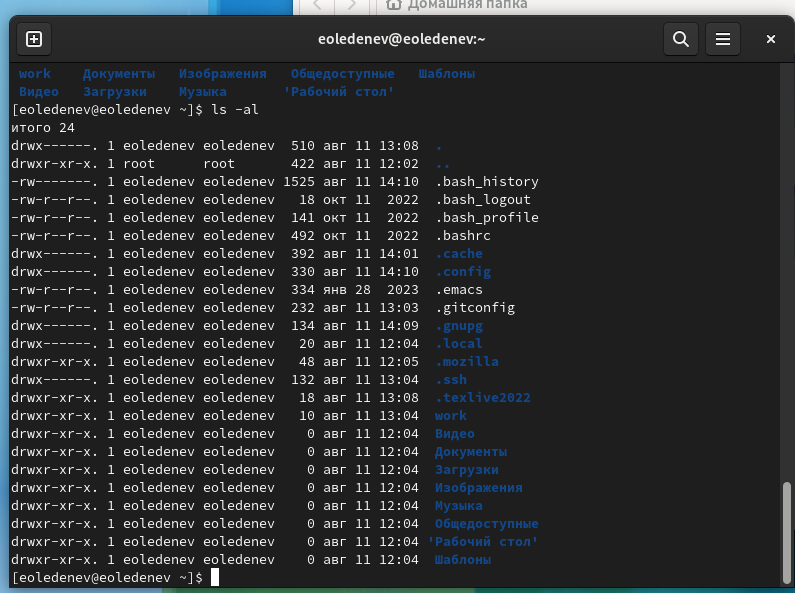 Домашняя папка
eoledenev@eoledenev:~
work Документы Изображения Общедоступные Шаблоны
Видео Загрузки Музыка 'Рабочий стол'
[eoledenev@eoledenev ~]$ ls -al
итого 24
drwx------. 1 eoledenev eoledenev 510 авг 11 13:08 .
drwxr-xr-x. 1 root root 422 авг 11 12:02 ..
-rw-------. 1 eoledenev eoledenev 1525 авг 11 14:10 .bash_history
-rw-r--r--. 1 eoledenev eoledenev 18 окт 11 2022 .bash_logout
-rw-r--r--. 1 eoledenev eoledenev 141 окт 11 2022 .bash_profile
-rw-r--r--. 1 eoledenev eoledenev 492 окт 11 2022 .bashrc
drwx------. 1 eoledenev eoledenev 392 авг 11 14:01 .cache
drwx------. 1 eoledenev eoledenev 330 авг 11 14:10 .config
-rw-r--r--. 1 eoledenev eoledenev 334 янв 28 2023 .emacs
-rw-r--r--. 1 eoledenev eoledenev 232 авг 11 13:03 .gitconfig
drwx------. 1 eoledenev eoledenev 134 авг 11 14:09 .gnupg
drwx------. 1 eoledenev eoledenev 20 авг 11 12:04 .local
drwxr-xr-x. 1 eoledenev eoledenev 48 авг 11 12:05 .mozilla
drwx------. 1 eoledenev eoledenev 132 авг 11 13:04 .ssh
drwxr-xr-x. 1 eoledenev eoledenev 18 авг 11 13:08 .texlive2022
drwxr-xr-x. 1 eoledenev eoledenev 10 авг 11 13:04 work
drwxr-xr-x. 1 eoledenev eoledenev 0 авг 11 12:04 Видео
drwxr-xr-x. 1 eoledenev eoledenev 0 авг 11 12:04 Документы
drwxr-xr-x. 1 eoledenev eoledenev 0 авг 11 12:04 Загрузки
drwxr-xr-x. 1 eoledenev eoledenev 0 авг 11 12:04 Изображения
drwxr-xr-x. 1 eoledenev eoledenev 0 авг 11 12:04 Музыка
drwxr-xr-x. 1 eoledenev eoledenev 0 авг 11 12:04 Общедоступные
drwxr-xr-x. 1 eoledenev eoledenev 0 авг 11 12:04 'Рабочий стол'
drwxr-xr-x. 1 eoledenev eoledenev 0 авг 11 12:04 Шаблоны
[eoledenev@eoledenev ~]$